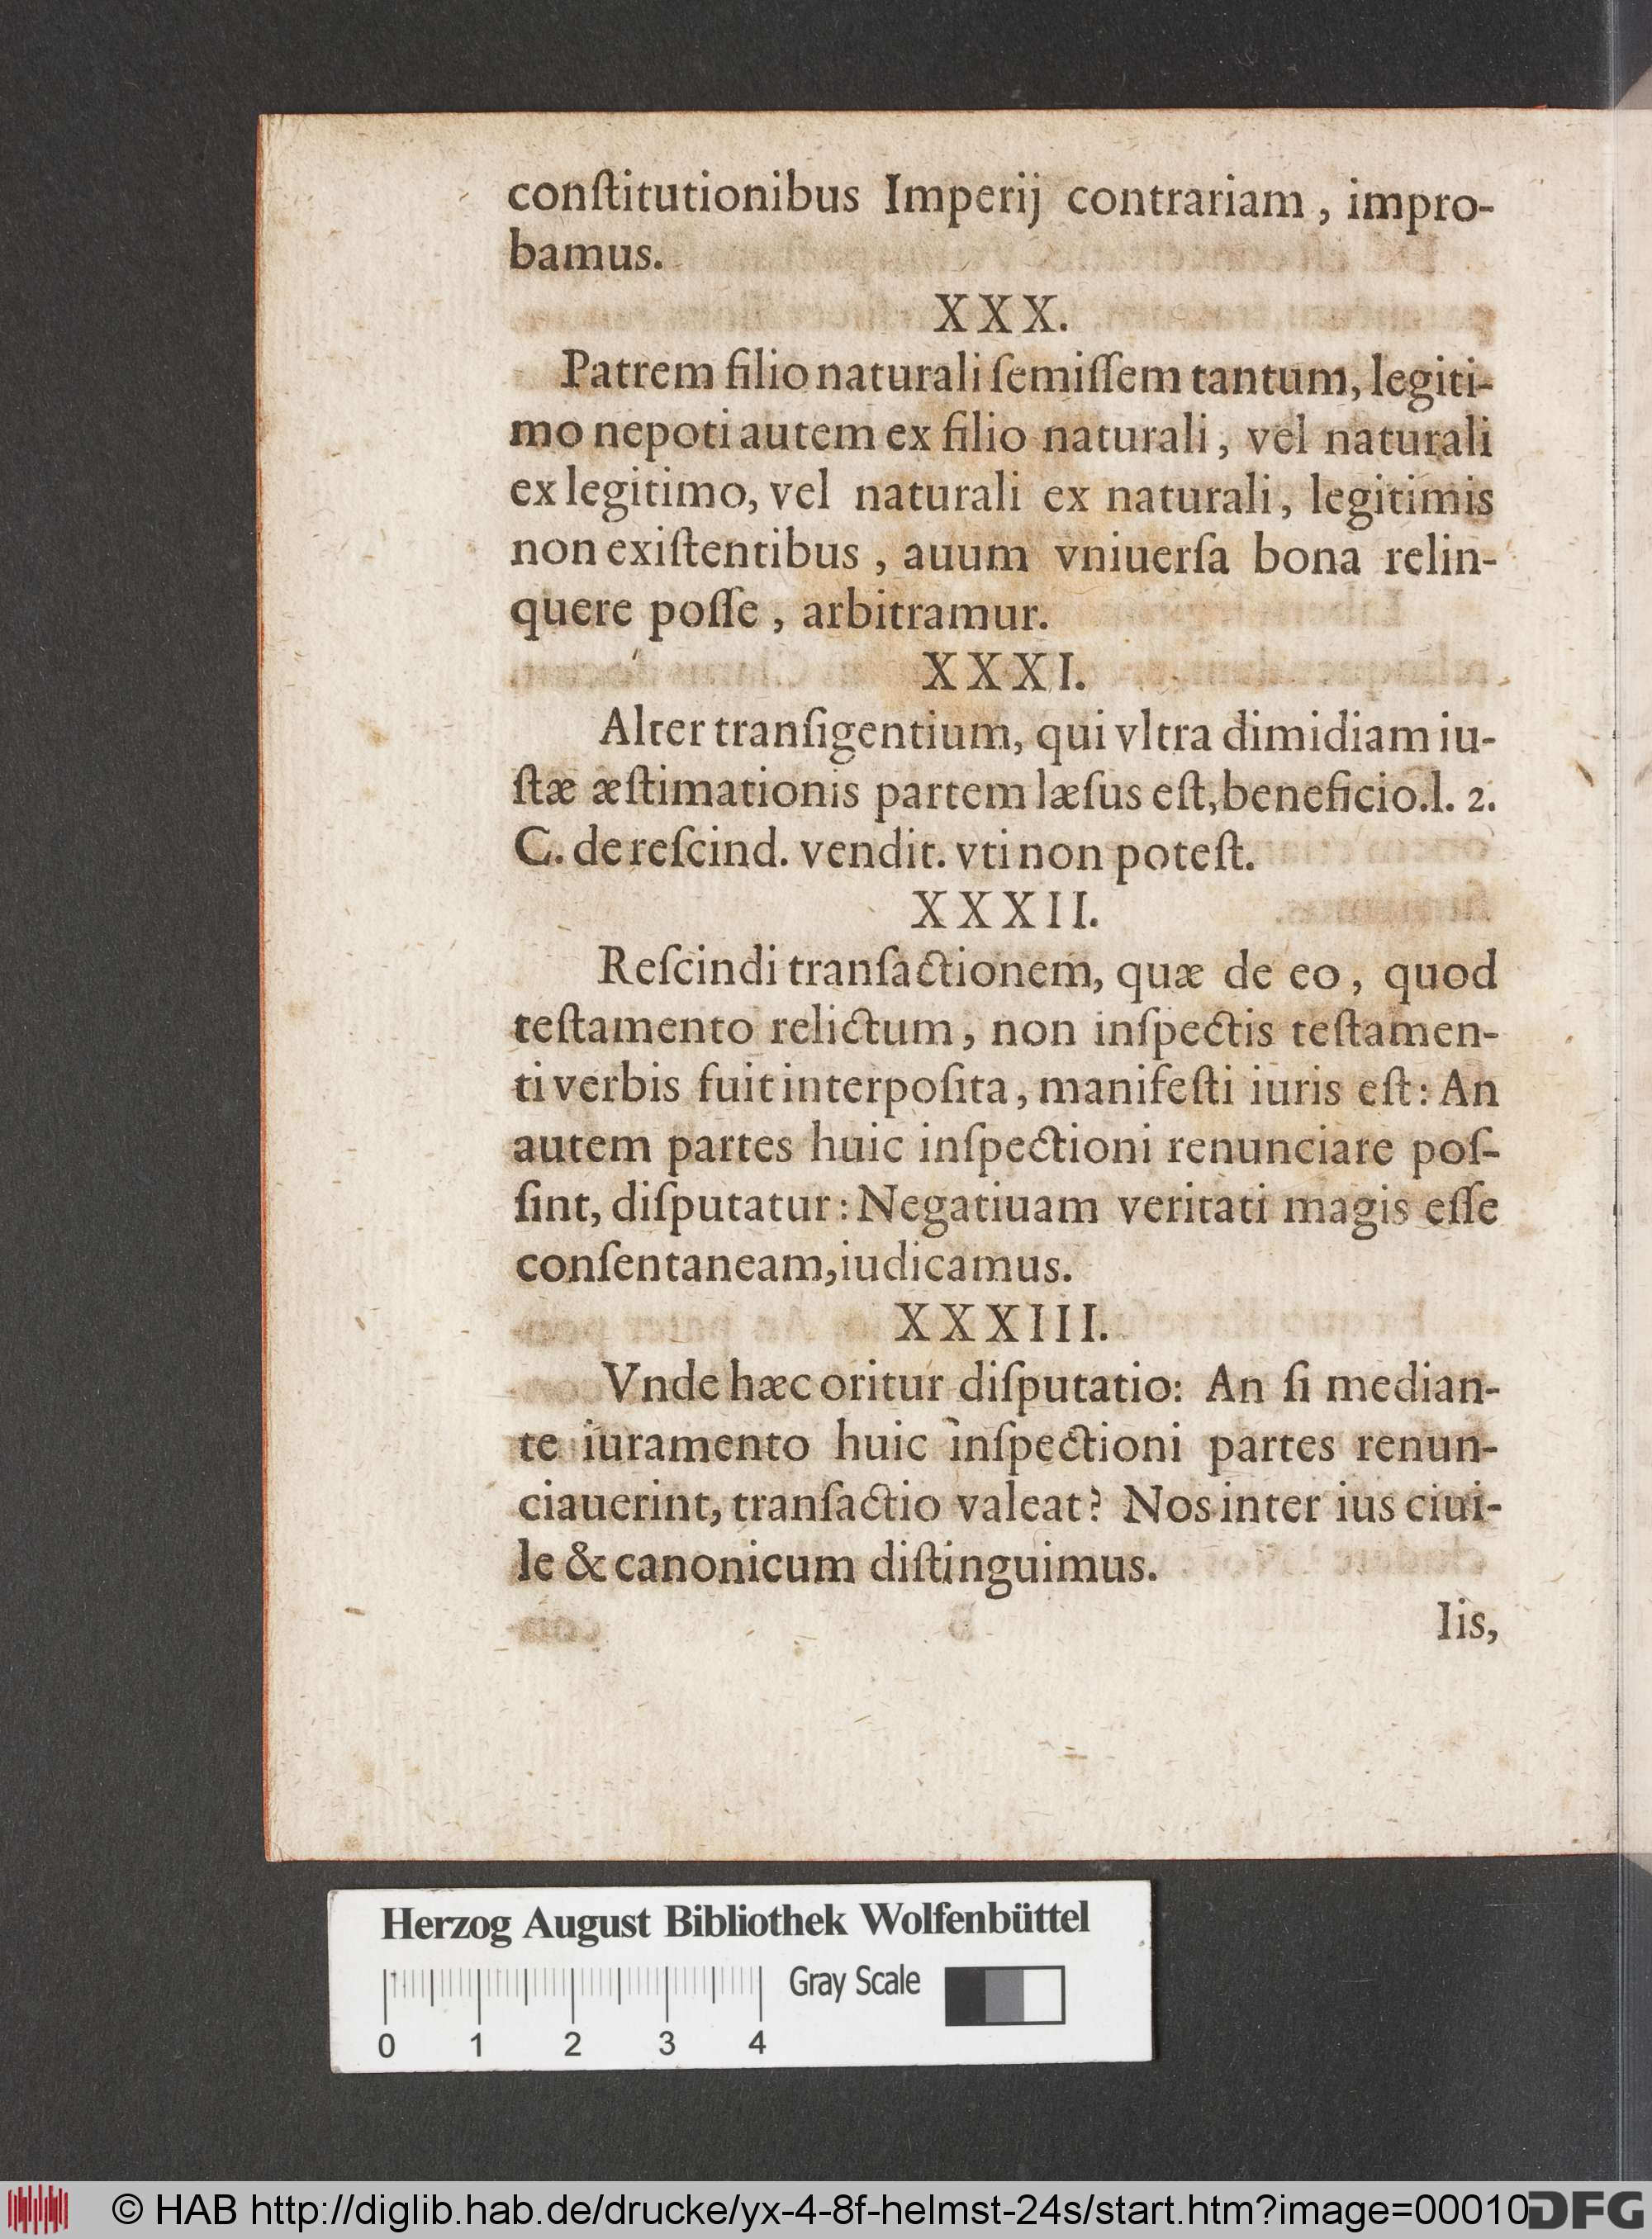 conſtitutionibus Imperij contrariam, impro-
bamus.
XXX.
Patrem filio naturali ſemiſſem tantum, legiti-
mo nepoti autem ex filio naturali, vel naturali
ex legitimo, vel naturali ex naturali, legitimis
non exiſtentibus, auum vniuerſa bona relin-
quere poſſe, arbitramur.
XXXI.
Alter tranſigentium, qui vltra dimidiam iu-
ſtæ æſtimationis partem læſus eſt, beneficio. l. 2.
C. de reſcind. vendit. vti non poteſt.
XXXII.
Reſcindi tranſactionem, quæ de eo, quod
teſtamento relictum, non inſpectis teſtamen-
ti verbis fuit interpoſita, manifeſti iuris eſt: An
autem partes huic inſpectioni renunciare poſ-
ſint, diſputatur: Negatiuam veritati magis eſſe
conſentaneam, iudicamus.
XXXIII.
Vnde hæc oritur diſputatio: An ſi median-
te iuramento huic inſpectioni partes renun-
ciauerint, tranſactio valeat? Nos inter ius ciui-
le & canonicum diſtinguimus.
Iis,
Herzog August Bibliothek Wolfenbüttel
Gray Scale
0 1 2 3 4
© HAB http://diglib.hab.de/drucke/yx-4-8f-helmst-24s/start.htm?image=00010
DFG